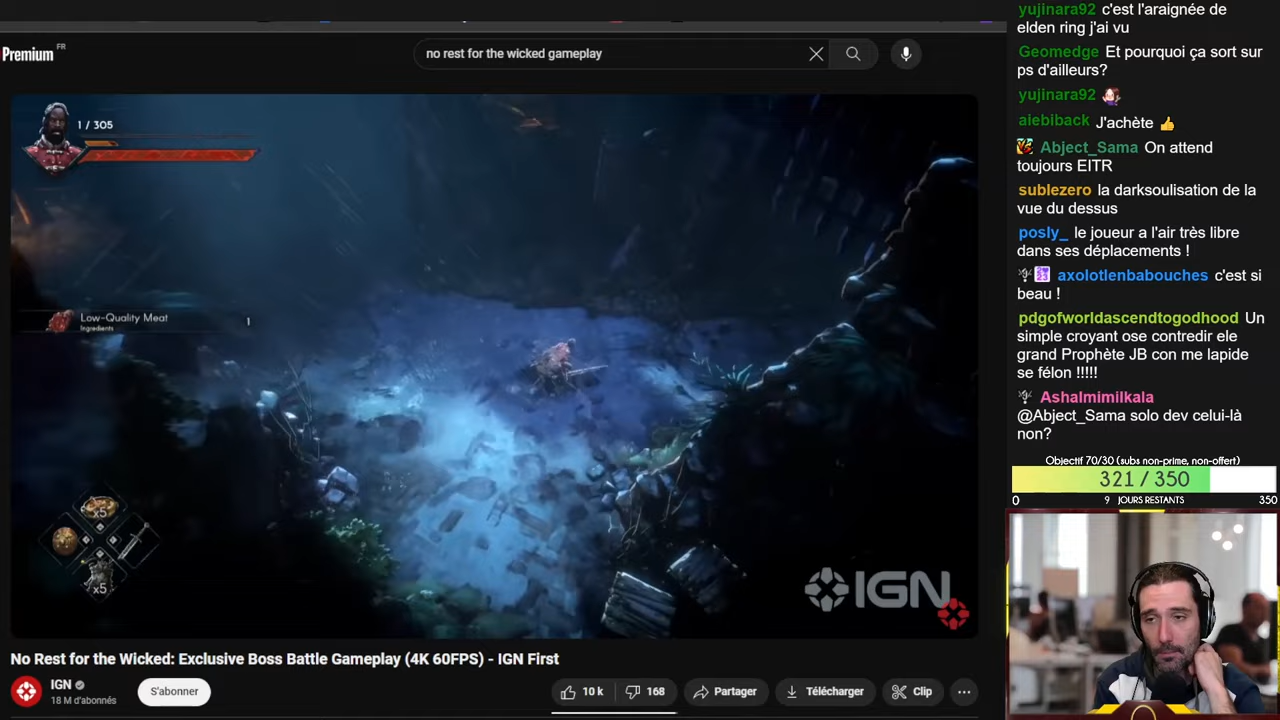 Premium FR
no rest for the wicked gameplay
1 / 305
Low-Quality Meat
1
Ingredients
x5
x5
IGN
No Rest for the Wicked: Exclusive Boss Battle Gameplay (4K 60FPS) - IGN First
IGN
18 M d'abonnés
S'abonner
10 k
168
Partager
Télécharger
Clip
yujinara92 c'est l'araignée de
elden ring j'ai vu
Geomedge Et pourquoi ça sort sur
ps d'ailleurs?
yujinara92
alebiback J'achète 👍
Abject_Sama On attend
toujours EITR
sublezero la darksoulisation de la
vue du dessus
posly_ le joueur a l'air très libre
dans ses déplacements !
axolotlenbabouches c'est si
beau !
pdgofworldascendtogodhood Un
simple croyant ose contredir ele
grand Prophète JB con me lapide
se félon !!!!!
Ashalmimilkala
@Abject_Sama solo dev celui-là
non?
Objectif 70/30 (subs non-prime, non-offert)
321 / 350
0 9 JOURS RESTANTS 350